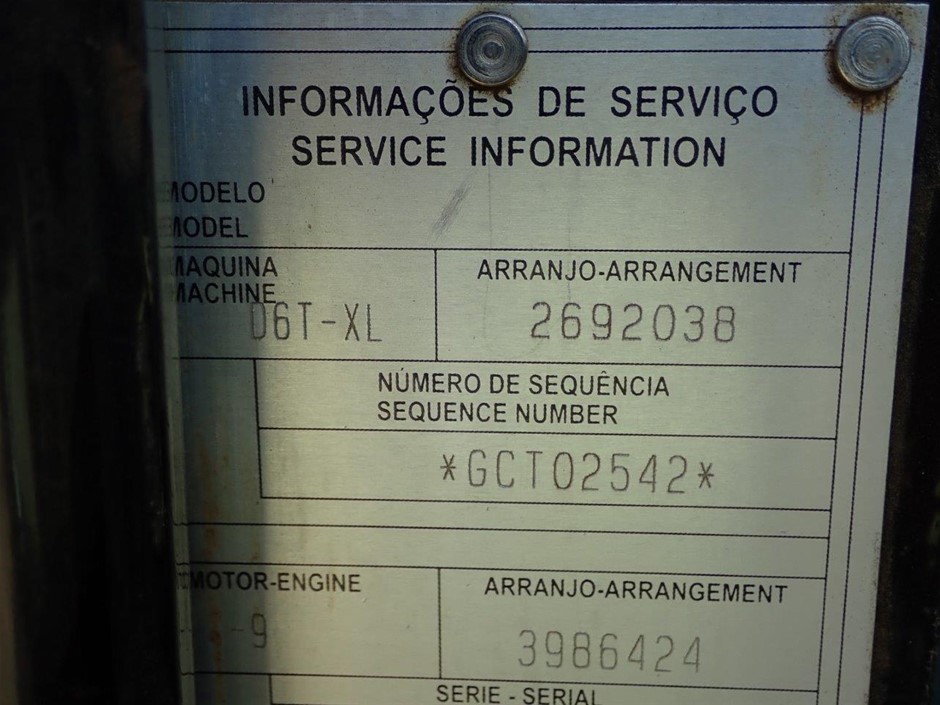 INFORMAÇÕES DE SERVIÇO
SERVICE INFORMATION
MODELO
MODEL
MAQUINA
MACHINE
D6T-XL
ARRANJO-ARRANGEMENT
2692038
NÚMERO DE SEQUÊNCIA
SEQUENCE NUMBER
*GCT02542*
MOTOR-ENGINE
-9
ARRANJO-ARRANGEMENT
3986424
SERIE - SERIAL